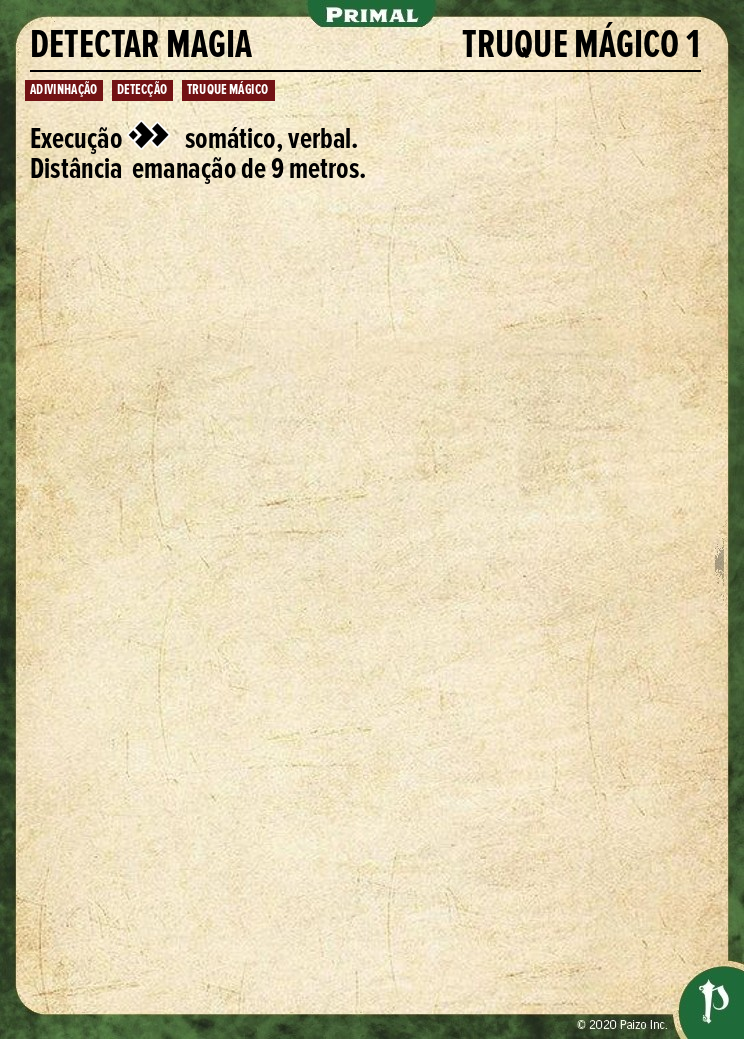 PRIMAL
DETECTAR MAGIA TRUQUE MÁGICO 1
ADIVINHAÇÃO DETECÇÃO TRUQUE MÁGICO
Execução somático, verbal.
Distância emanação de 9 metros.
© 2020 Paizo Inc.
P